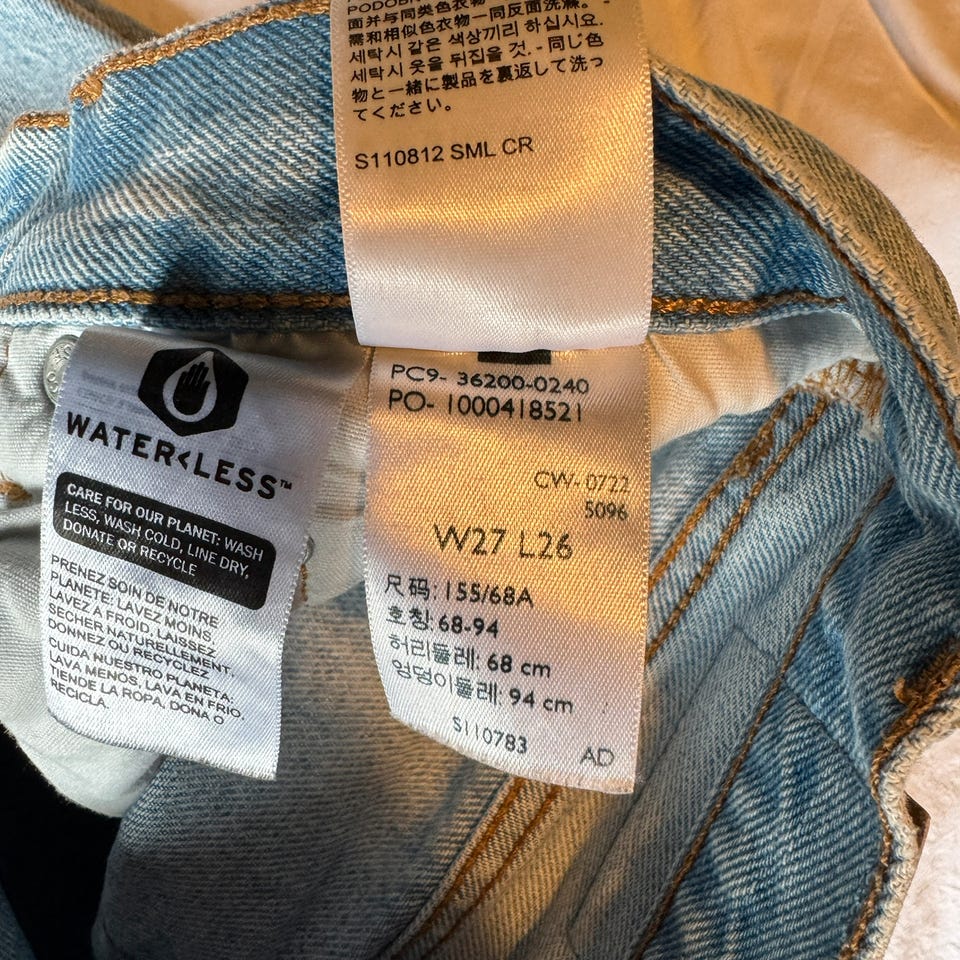 PODOBN
面并与同类色衣物一同反面洗濯。-
需和相似色衣物一同反面洗滌。-
세탁시 같은 색상끼리 하십시요.
세탁시 옷을 뒤집을 것. - 同じ色
物と一緒に製品を裏返して洗っ
てください。
S110812 SML CR
WATER<LESS™
CARE FOR OUR PLANET: WASH
LESS, WASH COLD, LINE DRY,
DONATE OR RECYCLE
PRENEZ SOIN DE NOTRE
PLANETE: LAVEZ MOINS,
LAVEZ A FROID, LAISSEZ
SECHER NATURELLEMENT,
DONNEZ OU RECYCLEZ
CUIDA NUESTRO PLANETA:
LAVA MENOS, LAVA EN FRIO,
TIENDE LA ROPA, DONA O
RECICLA.
PC9- 36200-0240
PO- 1000418521
CW- 0722
5096
W27 L26
尺码: 155/68A
호칭: 68-94
허리둘레: 68 cm
엉덩이둘레: 94 cm
S110783
AD